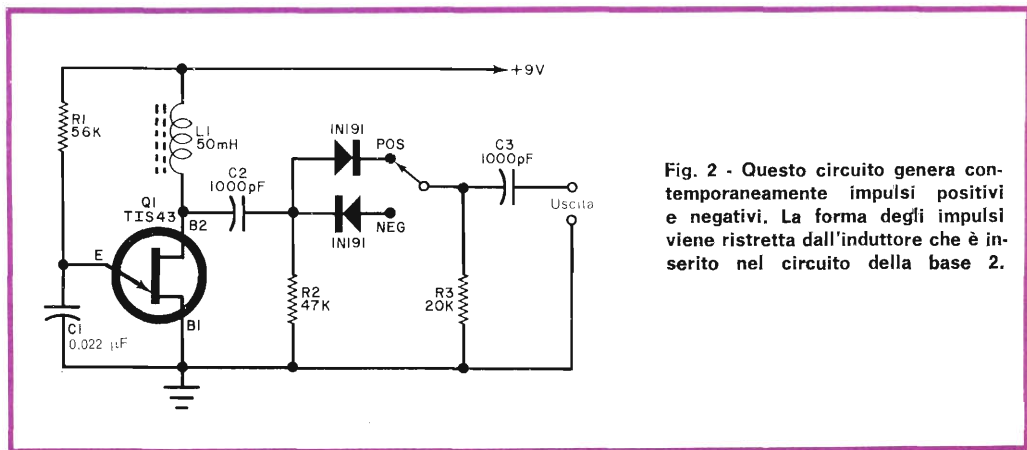 +9V
R1
56K
L1
50mH
Q1
TIS43
B2
C2
1000pF
1N191
POS
1N191
NEG
C3
1000pF
Uscita
E
B1
C1
0.022 µF
R2
47K
R3
20K
Fig. 2 - Questo circuito genera con-
temporaneamente impulsi positivi
e negativi. La forma degli impulsi
viene ristretta dall'induttore che è in-
serito nel circuito della base 2.